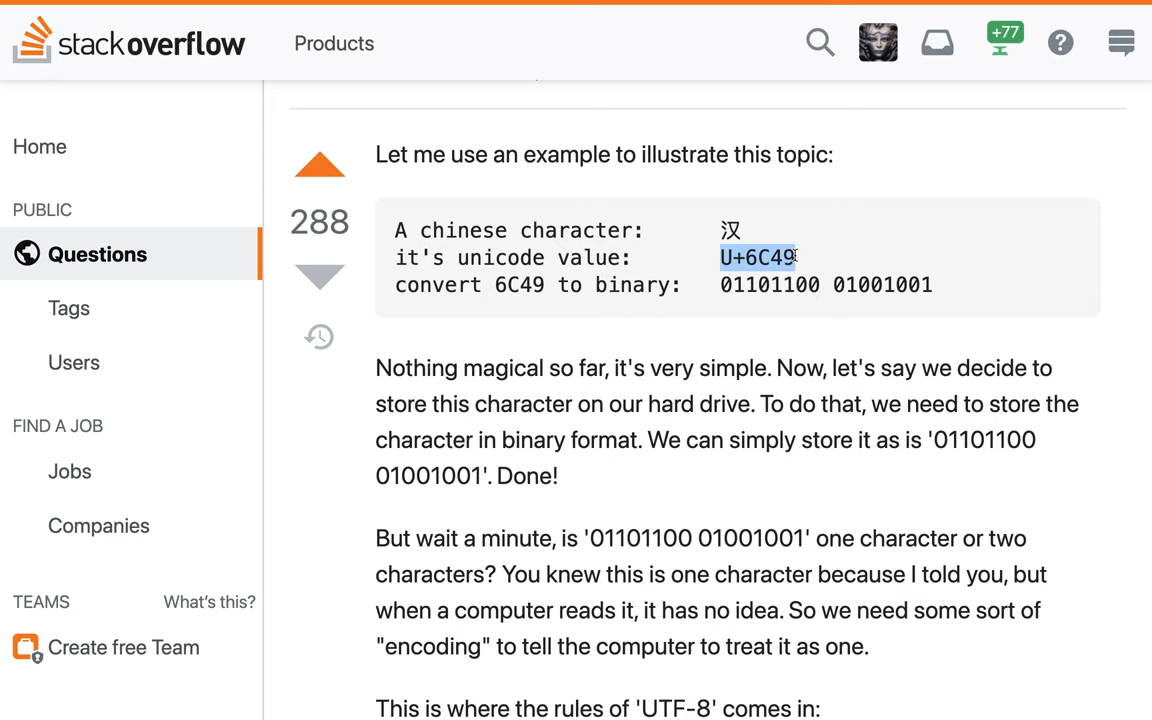 stackoverflow
Products
+77
?
Home
PUBLIC
Questions
Tags
Users
FIND A JOB
Jobs
Companies
TEAMS What's this?
Create free Team
288
Let me use an example to illustrate this topic:
A chinese character: 汉
it's unicode value: U+6C49
convert 6C49 to binary: 01101100 01001001
Nothing magical so far, it's very simple. Now, let's say we decide to
store this character on our hard drive. To do that, we need to store the
character in binary format. We can simply store it as is '01101100
01001001'. Done!
But wait a minute, is '01101100 01001001' one character or two
characters? You knew this is one character because I told you, but
when a computer reads it, it has no idea. So we need some sort of
"encoding" to tell the computer to treat it as one.
This is where the rules of 'UTF-8' comes in: